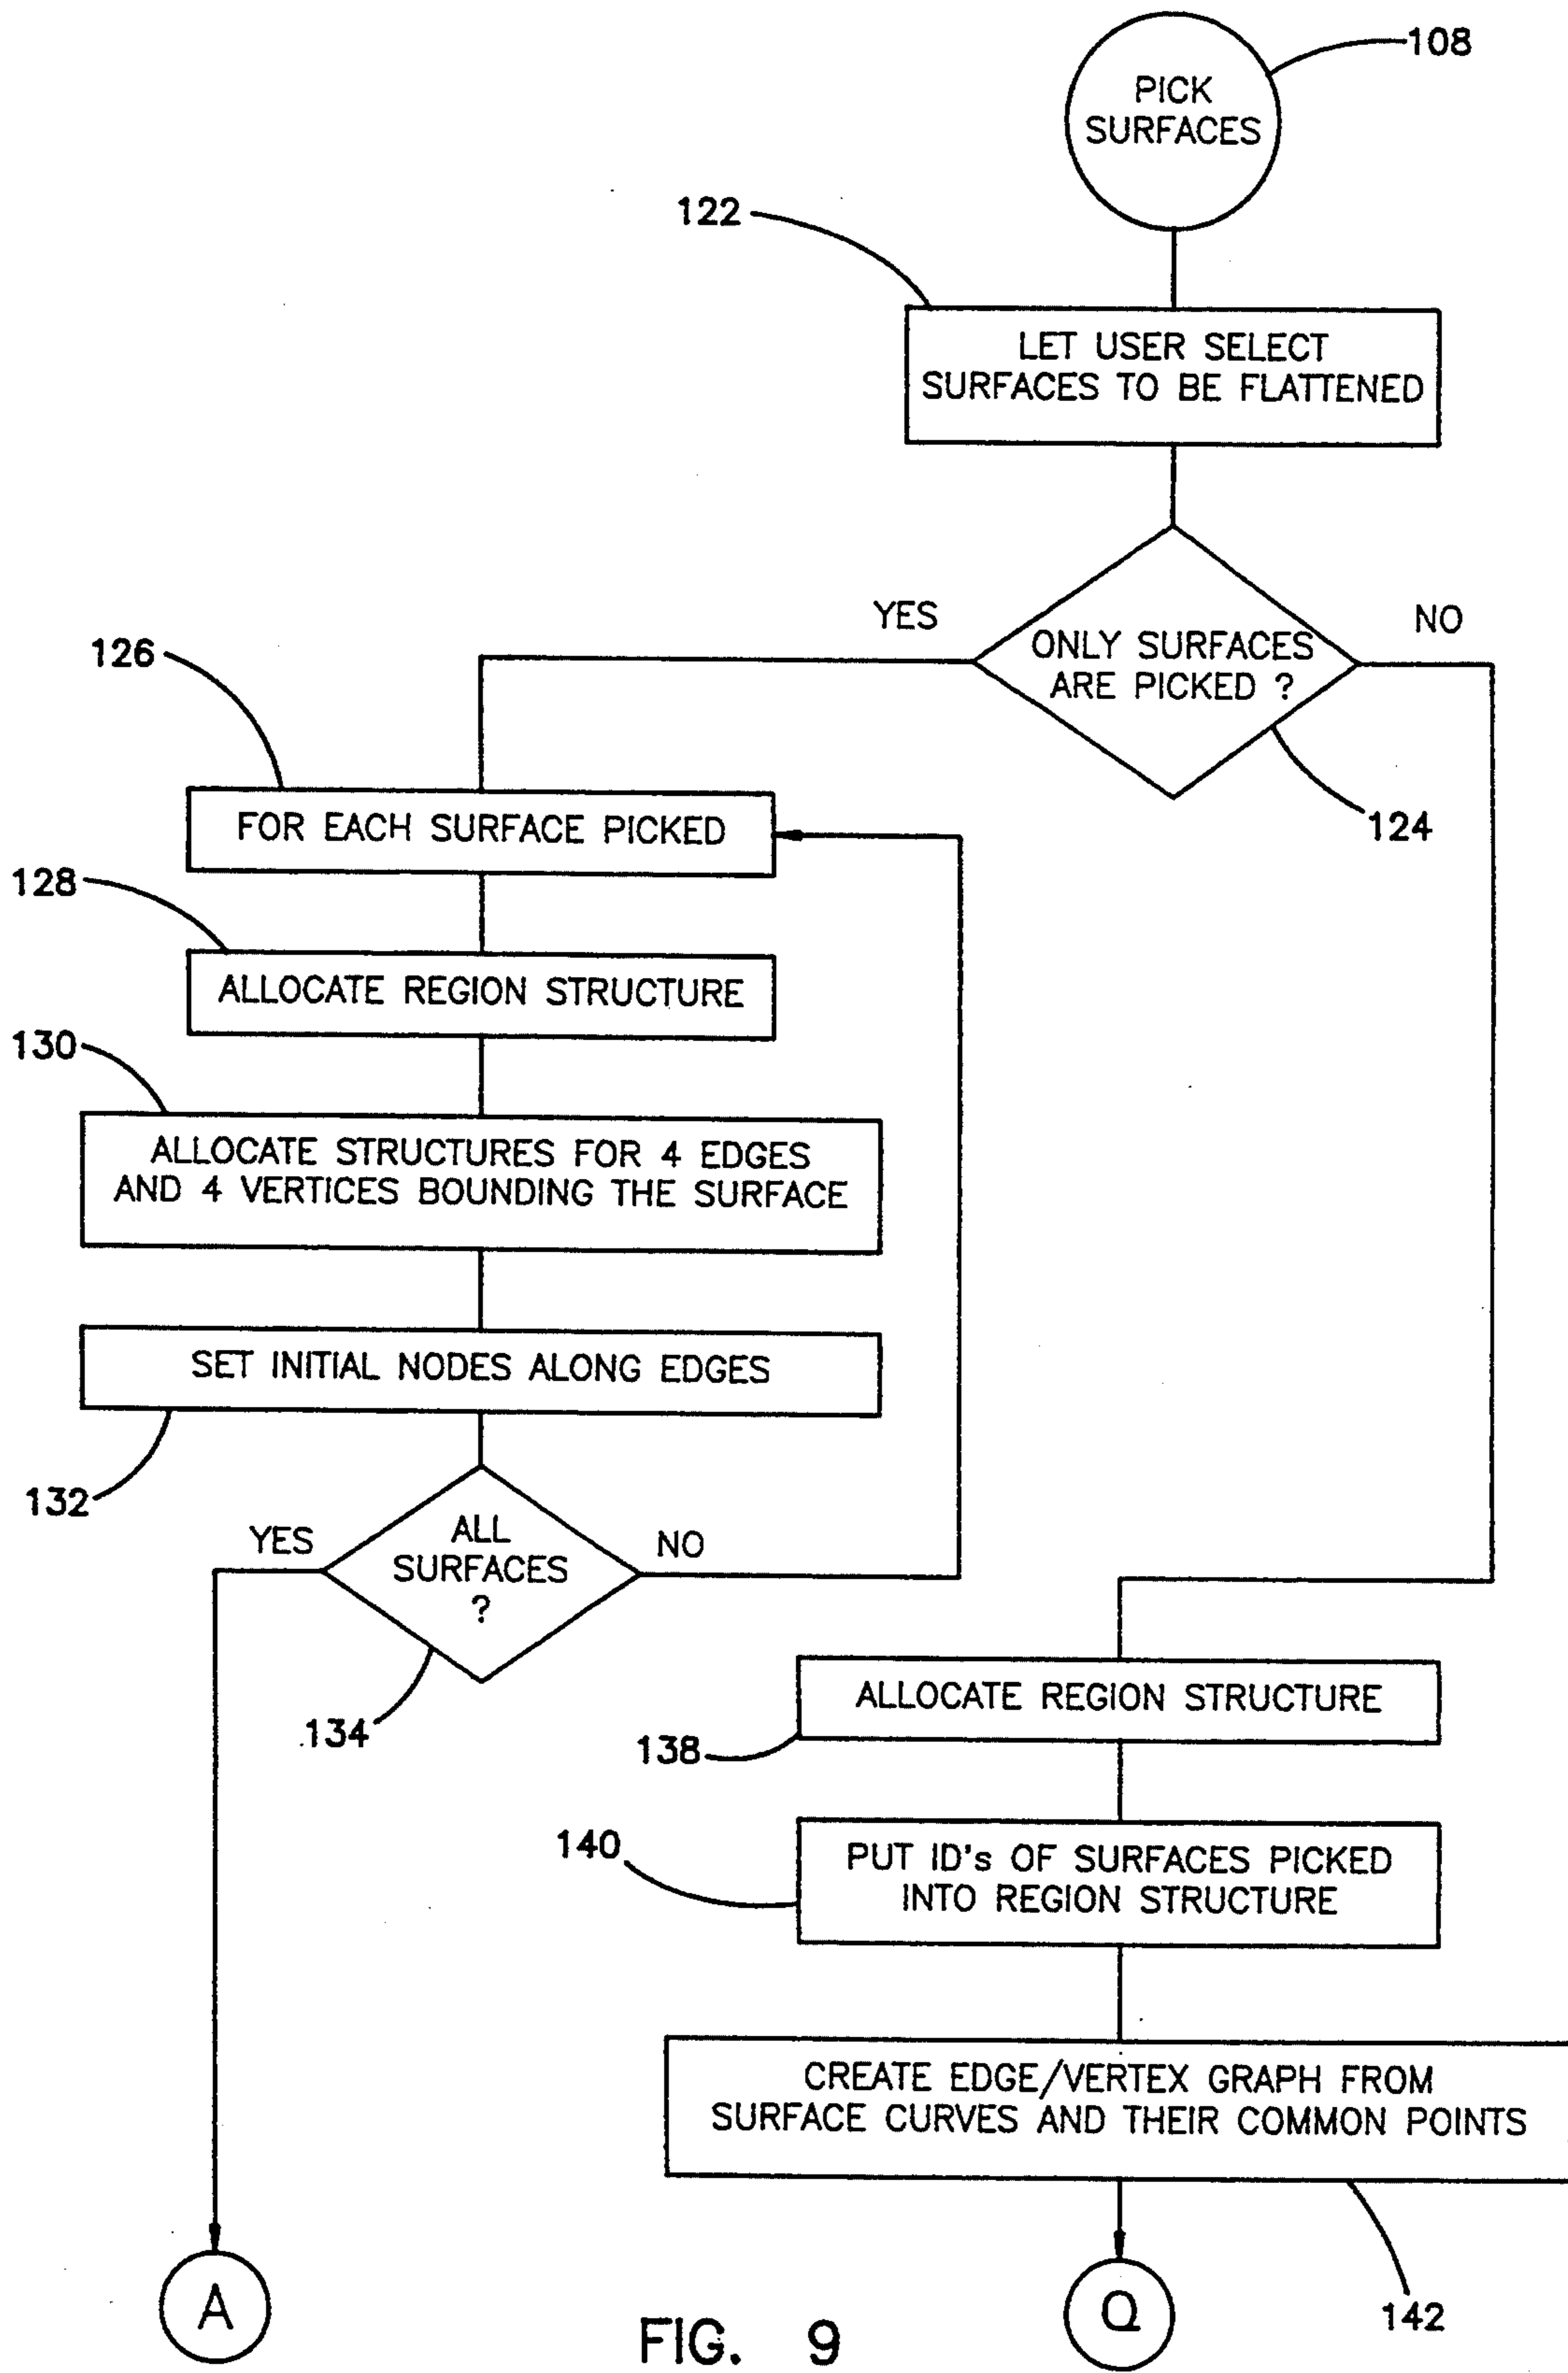 108
PICK
SURFACES
122
LET USER SELECT
SURFACES TO BE FLATTENED
YES
NO
ONLY SURFACES
ARE PICKED ?
124
126
FOR EACH SURFACE PICKED
128
ALLOCATE REGION STRUCTURE
130
ALLOCATE STRUCTURES FOR 4 EDGES
AND 4 VERTICES BOUNDING THE SURFACE
SET INITIAL NODES ALONG EDGES
132
YES
NO
ALL
SURFACES
?
134
ALLOCATE REGION STRUCTURE
138
140
PUT ID's OF SURFACES PICKED
INTO REGION STRUCTURE
CREATE EDGE/VERTEX GRAPH FROM
SURFACE CURVES AND THEIR COMMON POINTS
142
A
Q
FIG. 9